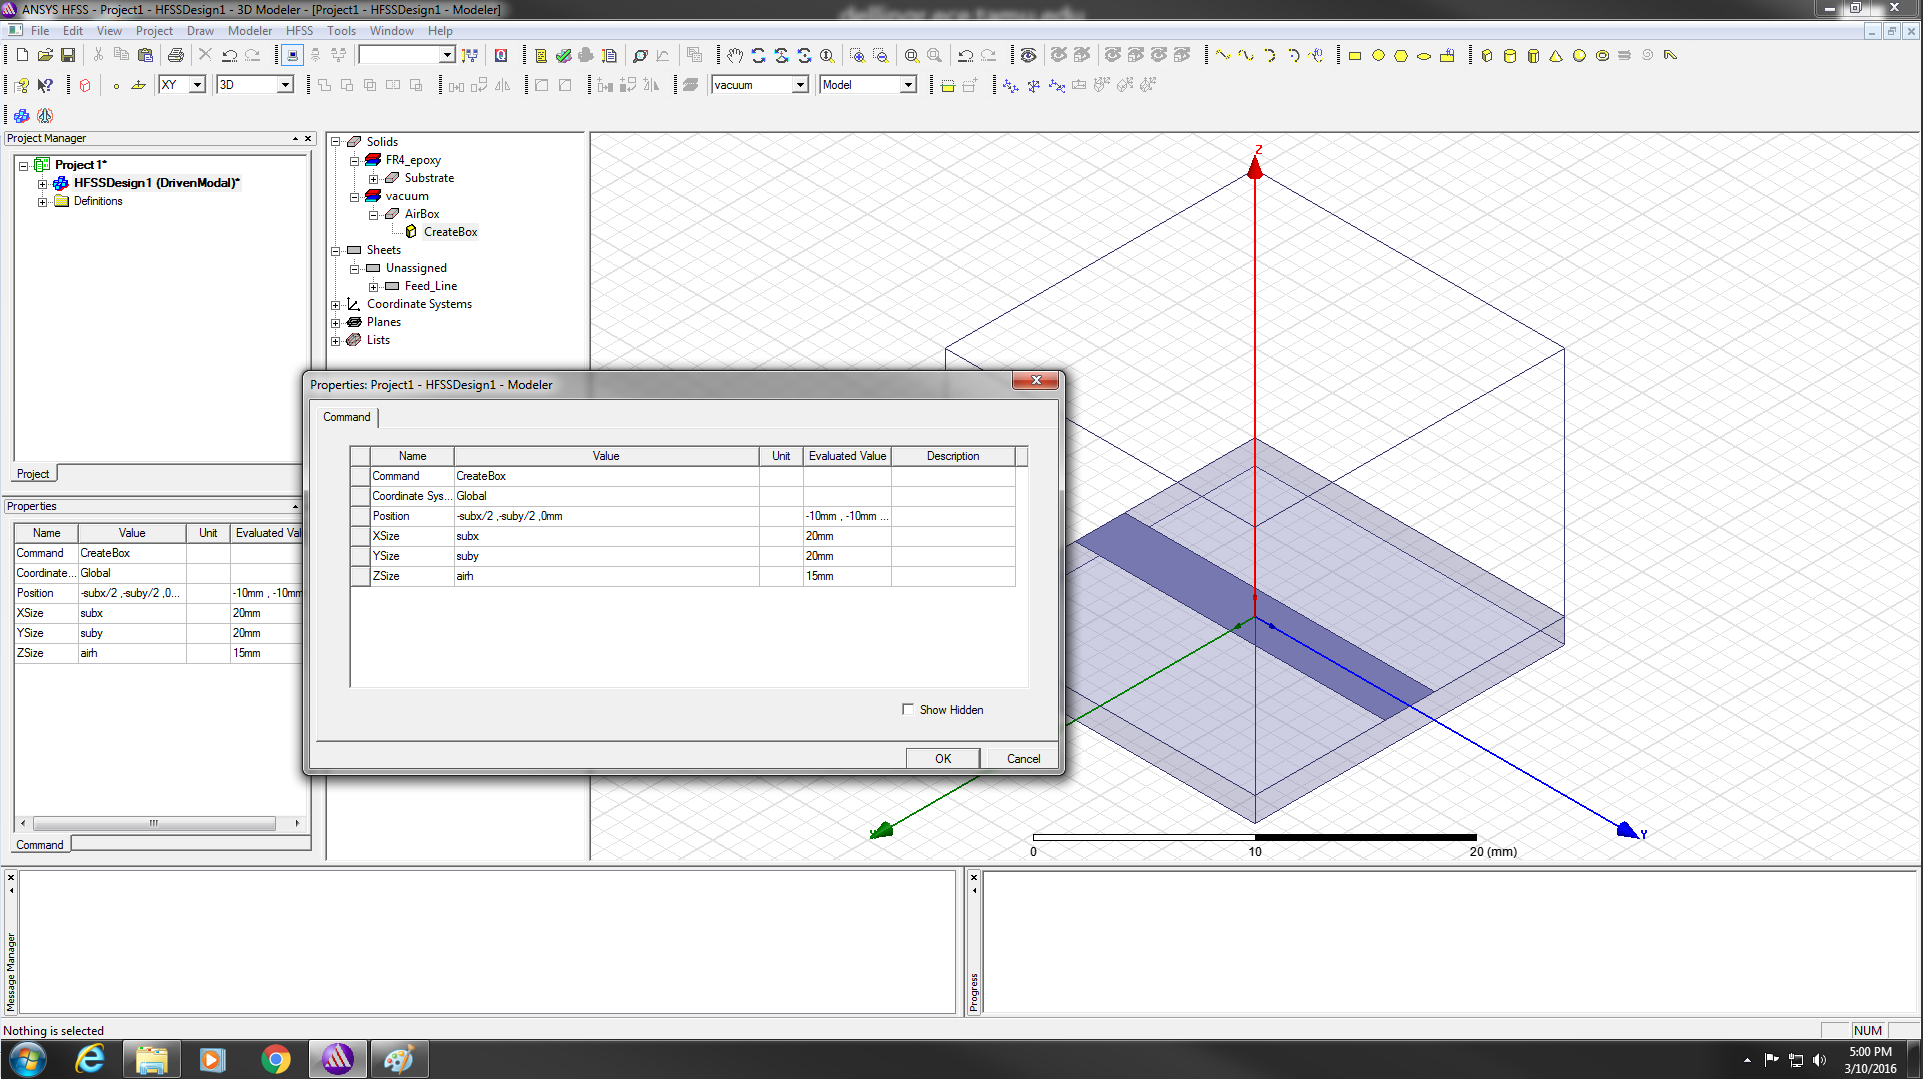 ANSYS HFSS - Project1 - HFSSDesign1 - 3D Modeler - [Project1 - HFSSDesign1 - Modeler]
File Edit View Project Draw Modeler HFSS Tools Window Help
XY 3D vacuum Model
Project Manager
Project1*
HFSSDesign1 (DrivenModal)*
Definitions
Project
Solids
FR4_epoxy
Substrate
vacuum
AirBox
CreateBox
Sheets
Unassigned
Feed_Line
Coordinate Systems
Planes
Lists
Properties
Name Value Unit Evaluated Val
Command CreateBox
Coordinate... Global
Position -subx/2 ,-suby/2 ,0... -10mm , -10mm
XSize subx 20mm
YSize suby 20mm
ZSize airh 15mm
Command
Properties: Project1 - HFSSDesign1 - Modeler
Command
Name Value Unit Evaluated Value Description
Command CreateBox
Coordinate Sys... Global
Position -subx/2 ,-suby/2 ,0mm -10mm , -10mm ...
XSize subx 20mm
YSize suby 20mm
ZSize airh 15mm
Show Hidden
OK Cancel
Z
Y
0 10 20 (mm)
Message Manager
Progress
Nothing is selected
NUM
5:00 PM
3/10/2016